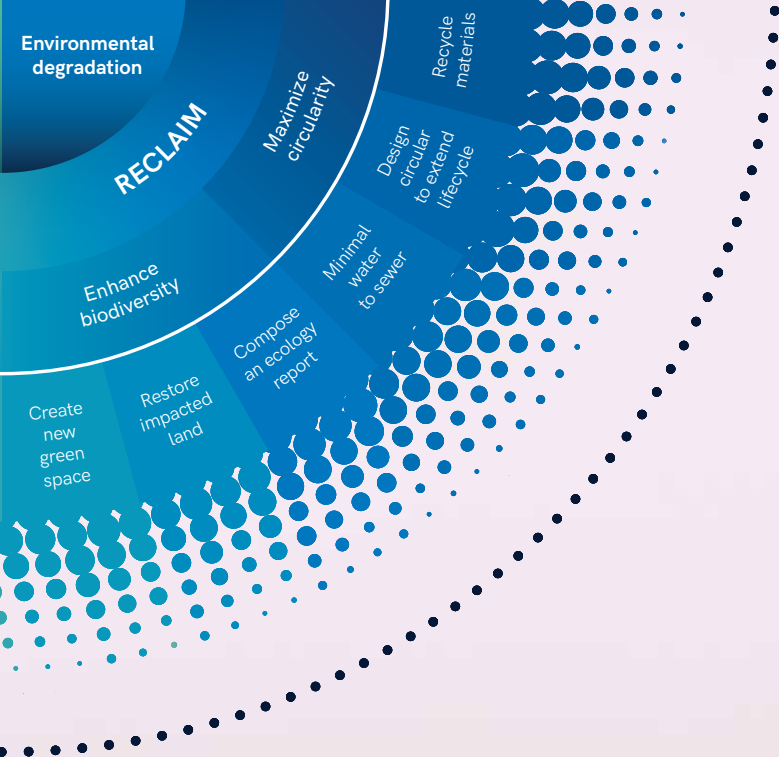 Environmental
degradation
RECLAIM
Maximize
circularity
Enhance
biodiversity
Recycle
materials
Design
circular
to extend
lifecycle
Minimal
water
to sewer
Compose
an ecology
report
Restore
impacted
land
Create
new
green
space